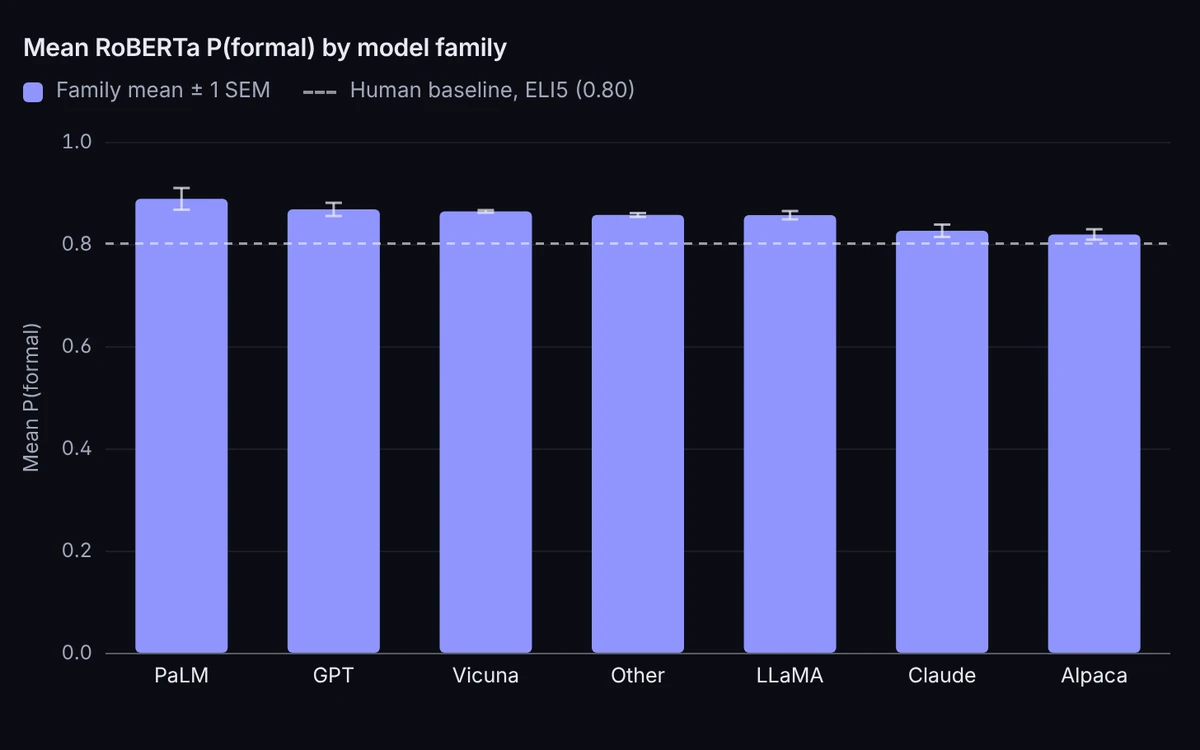 Mean RoBERTa P(formal) by model family
Family mean ± 1 SEM
Human baseline, ELI5 (0.80)
1.0
0.8
0.6
0.4
0.2
0.0
Mean P(formal)
PaLM
GPT
Vicuna
Other
LLaMA
Claude
Alpaca